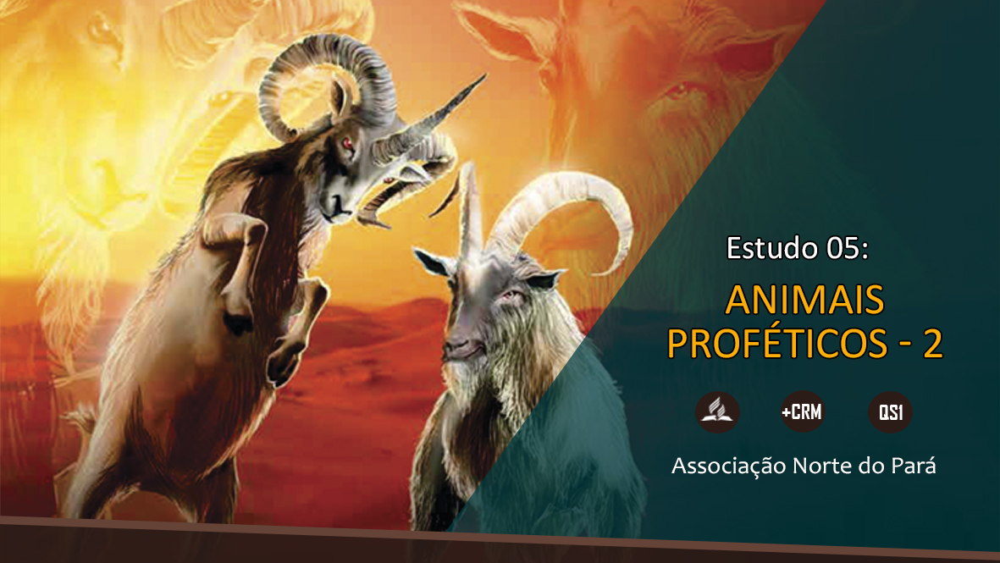 Estudo 05:
ANIMAIS
PROFÉTICOS - 2
+CRM
QS1
Associação Norte do Pará